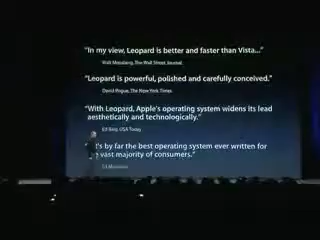 "In my view, Leopard is better and faster than Vista..."
Walt Mossberg, The Wall Street Journal
"Leopard is powerful, polished and carefully conceived."
David Pogue, The New York Times
"With Leopard, Apple's operating system widens its lead
aesthetically and technologically."
Ed Baig, USA Today
's by far the best operating system ever written for
vast majority of consumers."